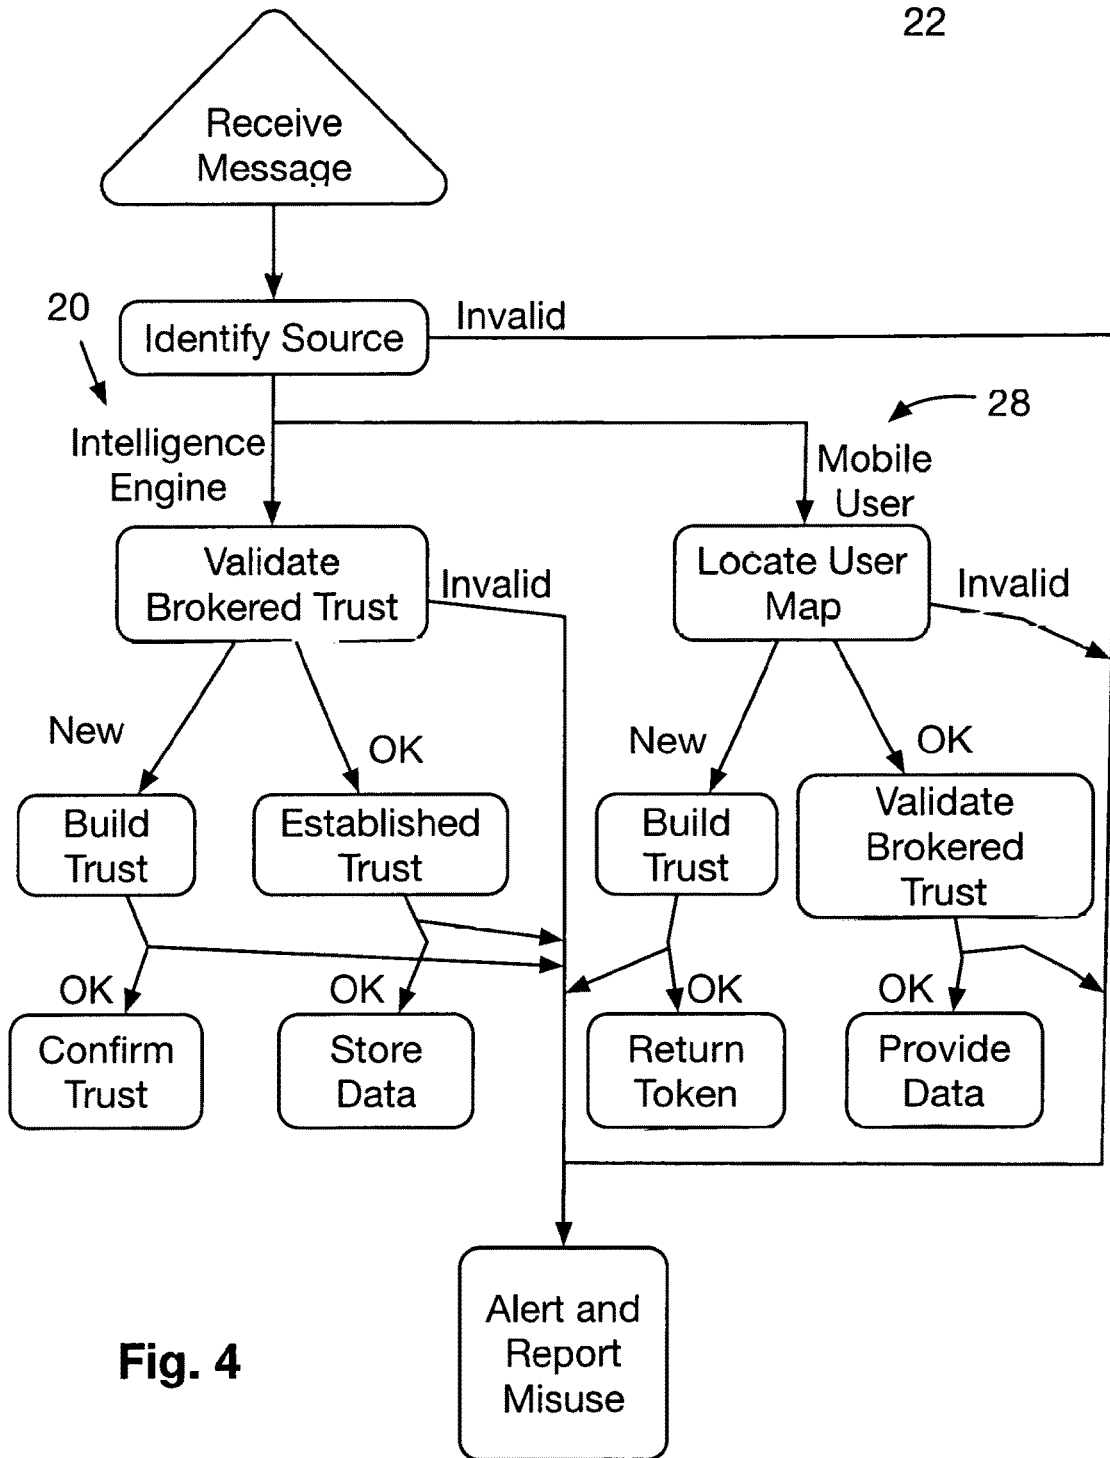 22
Receive
Message
20
Identify Source
Invalid
28
Intelligence
Engine
Mobile
User
Validate
Brokered Trust
Invalid
Locate User
Map
Invalid
New
OK
New
OK
Build
Trust
Established
Trust
Build
Trust
Validate
Brokered
Trust
OK
OK
OK
OK
Confirm
Trust
Store
Data
Return
Token
Provide
Data
Alert and
Report
Misuse
Fig. 4